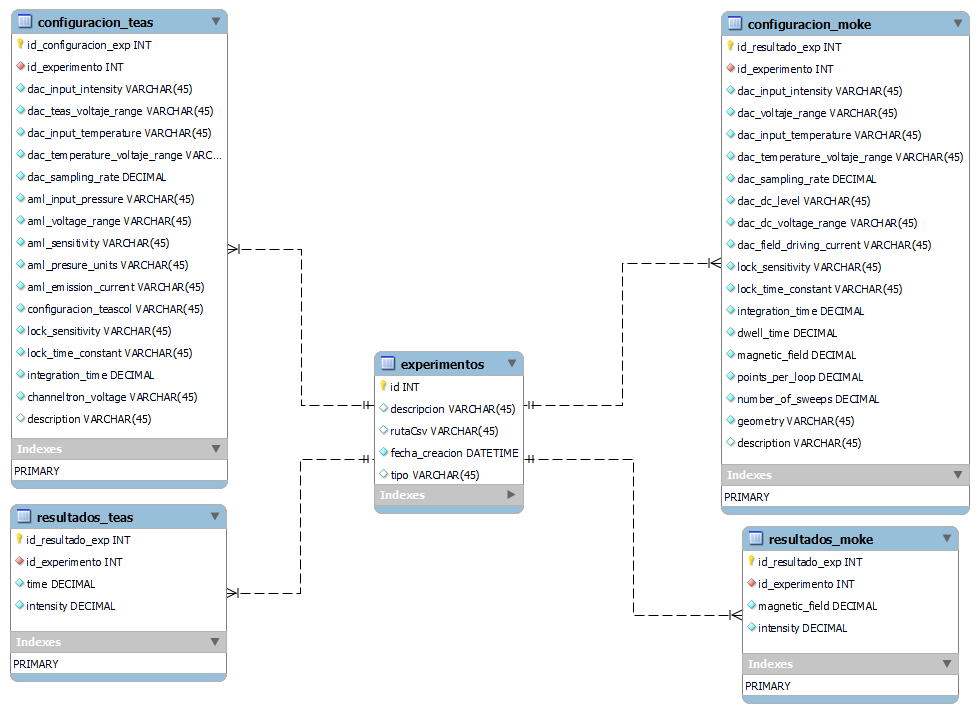 configuracion_teas
id_configuracion_exp INT
id_experimento INT
dac_input_intensity VARCHAR(45)
dac_teas_voltaje_range VARCHAR(45)
dac_input_temperature VARCHAR(45)
dac_temperature_voltaje_range VARC...
dac_sampling_rate DECIMAL
aml_input_pressure VARCHAR(45)
aml_voltage_range VARCHAR(45)
aml_sensitivity VARCHAR(45)
aml_presure_units VARCHAR(45)
aml_emission_current VARCHAR(45)
configuracion_teascol VARCHAR(45)
lock_sensitivity VARCHAR(45)
lock_time_constant VARCHAR(45)
integration_time DECIMAL
channeltron_voltage VARCHAR(45)
description VARCHAR(45)
Indexes
PRIMARY
resultados_teas
id_resultado_exp INT
id_experimento INT
time DECIMAL
intensity DECIMAL
Indexes
PRIMARY
experimentos
id INT
descripcion VARCHAR(45)
rutaCsv VARCHAR(45)
fecha_creacion DATETIME
tipo VARCHAR(45)
Indexes
configuracion_moke
id_resultado_exp INT
id_experimento INT
dac_input_intensity VARCHAR(45)
dac_voltaje_range VARCHAR(45)
dac_input_temperature VARCHAR(45)
dac_temperature_voltaje_range VARCHAR(45)
dac_sampling_rate DECIMAL
dac_dc_level VARCHAR(45)
dac_dc_voltage_range VARCHAR(45)
dac_field_driving_current VARCHAR(45)
lock_sensitivity VARCHAR(45)
lock_time_constant VARCHAR(45)
integration_time DECIMAL
dwell_time DECIMAL
magnetic_field DECIMAL
points_per_loop DECIMAL
number_of_sweeps DECIMAL
geometry VARCHAR(45)
description VARCHAR(45)
Indexes
PRIMARY
resultados_moke
id_resultado_exp INT
id_experimento INT
magnetic_field DECIMAL
intensity DECIMAL
Indexes
PRIMARY